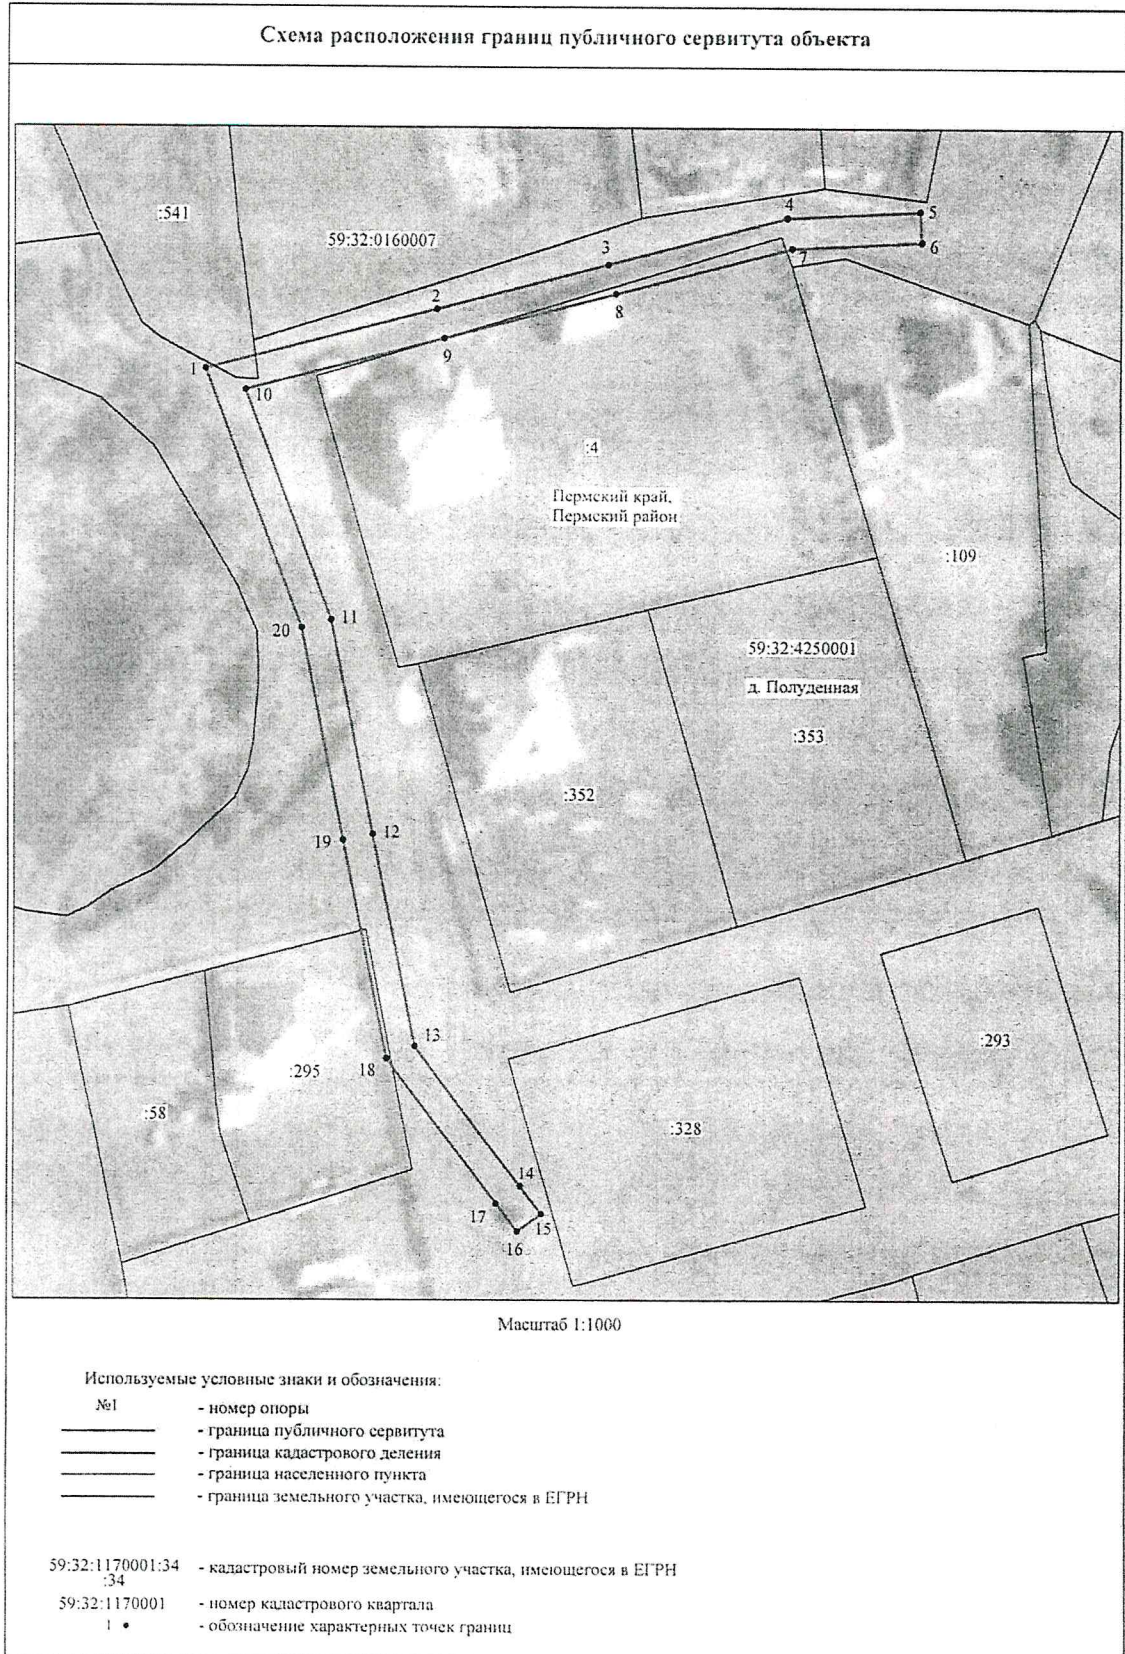 Схема расположения границ публичного сервитута объекта
:541
59:32:0160007
4
5
3
6
7
2
8
1
9
10
:4
Пермский край,
Пермский район
:109
11
20
59:32:4250001
д. Полуденная
:353
:352
12
19
13
:293
18
:295
:58
:328
14
17
15
16
Масштаб 1:1000
Используемые условные знаки и обозначения:
№1 - номер опоры
- граница публичного сервитута
- граница кадастрового деления
- граница населенного пункта
- граница земельного участка, имеющегося в ЕГРН
59:32:1170001:34 - кадастровый номер земельного участка, имеющегося в ЕГРН
:34
59:32:1170001 - номер кадастрового квартала
1 - обозначение характерных точек границ